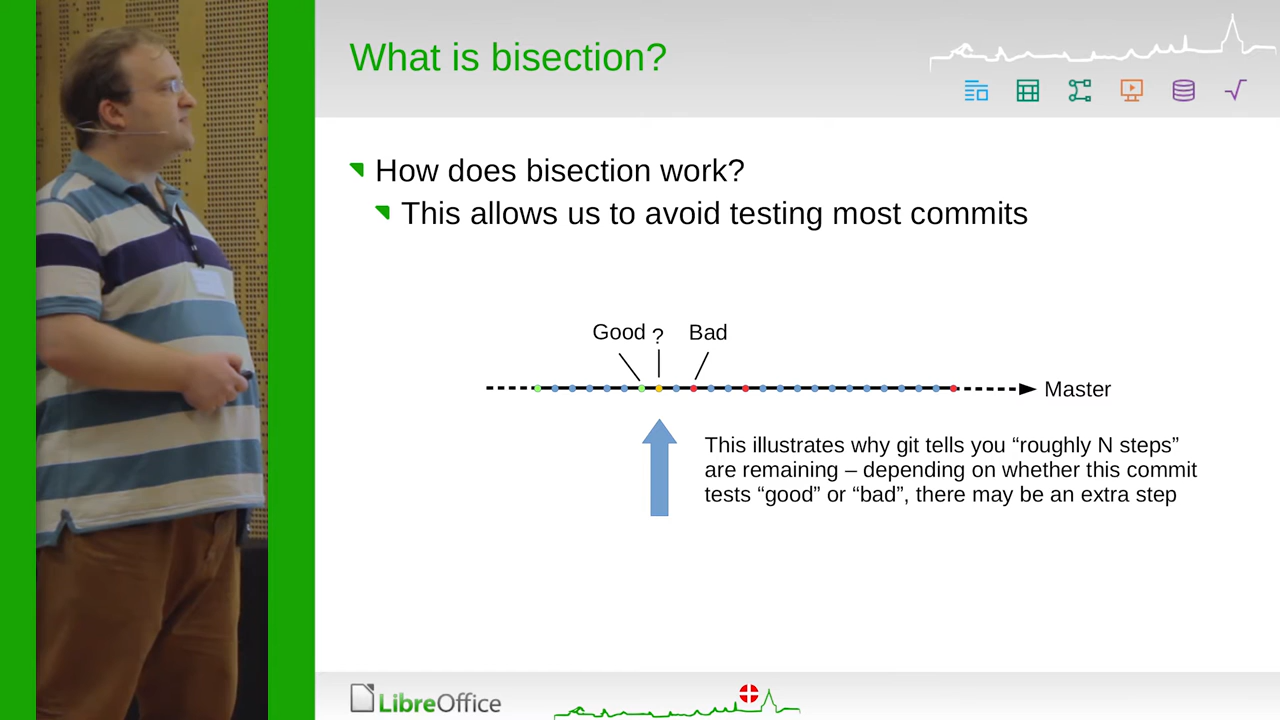 What is bisection?
How does bisection work?
This allows us to avoid testing most commits
Good ? Bad
Master
This illustrates why git tells you “roughly N steps”
are remaining – depending on whether this commit
tests “good” or “bad”, there may be an extra step
LibreOffice